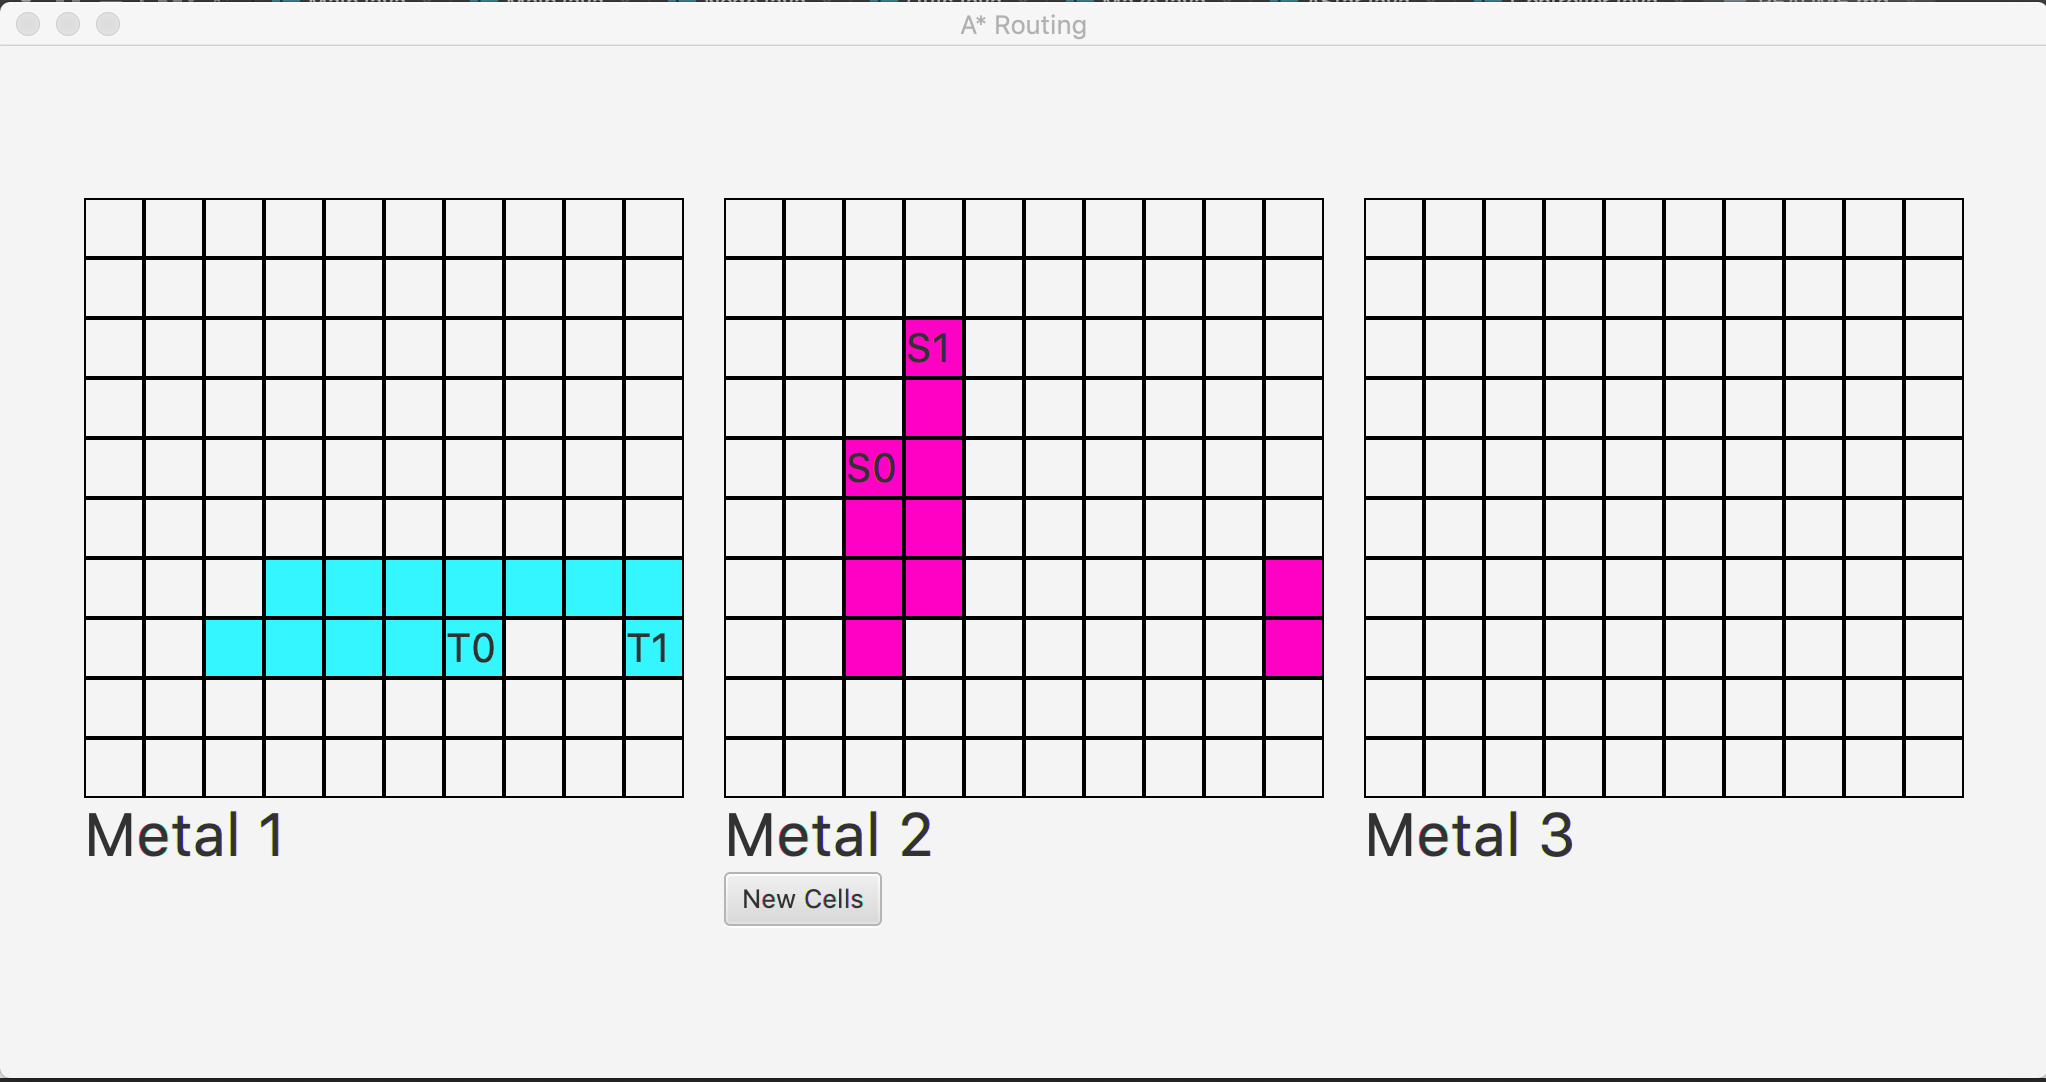 A* Routing
S1
S0
T0
T1
Metal 1
Metal 2
Metal 3
New Cells